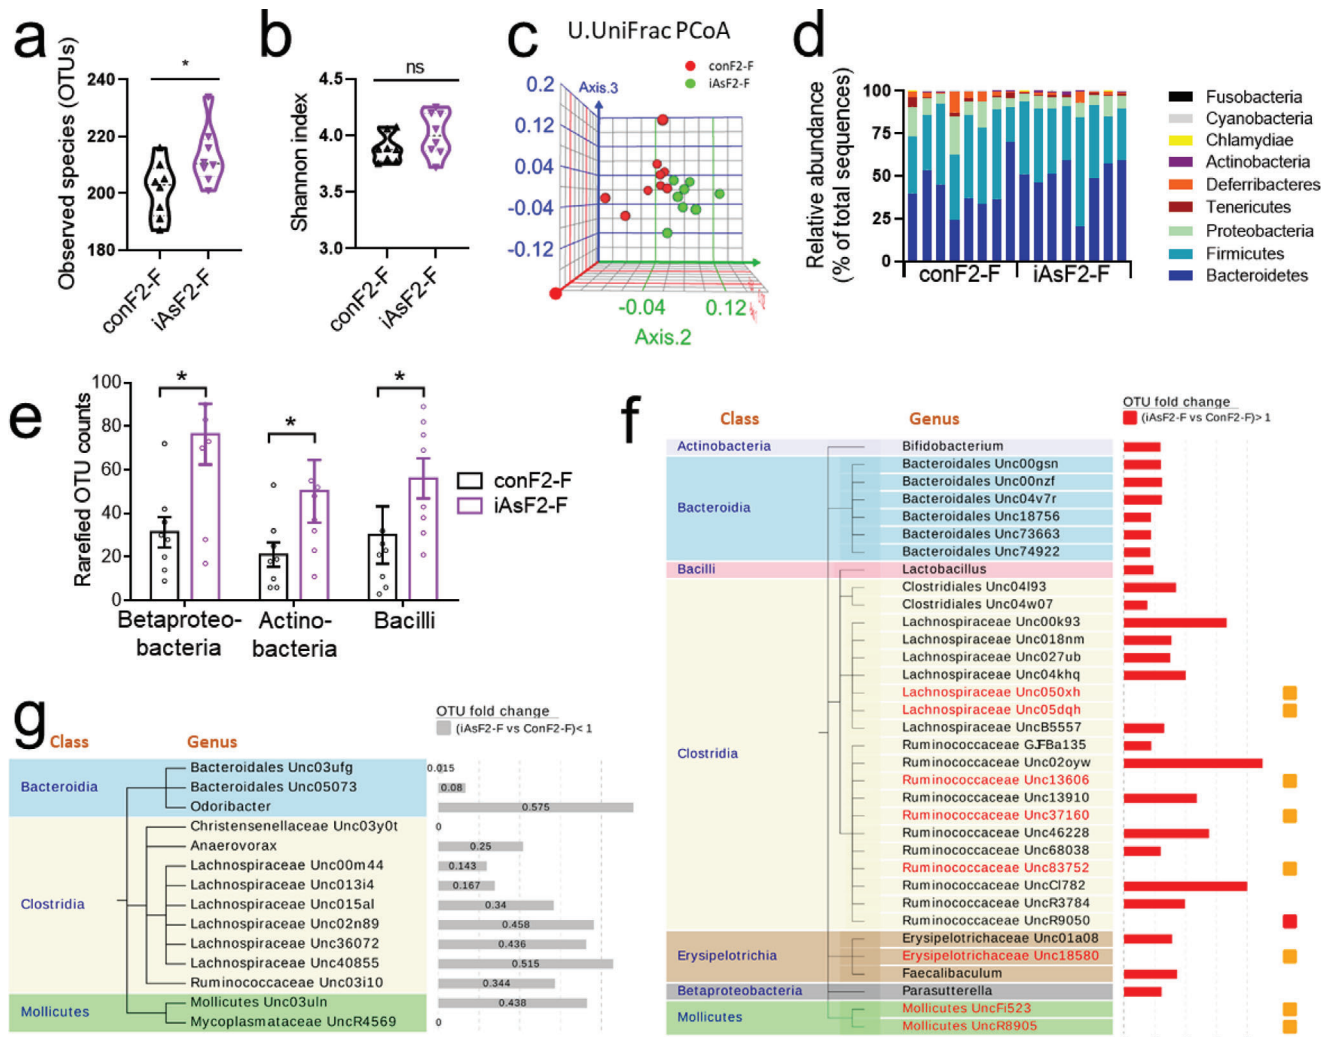 a
Observed species (OTUs)
240
220
200
180
*
conF2-F
iAsF2-F
b
Shannon index
4.5
4.0
3.5
3.0
ns
conF2-F
iAsF2-F
c
U.UniFrac PCoA
conF2-F
iAsF2-F
Axis.3
0.2
0.12
0.04
-0.04
-0.12
-0.04
0.12
Axis.2
d
Relative abundance
(% of total sequences)
100
75
50
25
0
conF2-F
iAsF2-F
Fusobacteria
Cyanobacteria
Chlamydiae
Actinobacteria
Deferribacteres
Tenericutes
Proteobacteria
Firmicutes
Bacteroidetes
e
Rarefied OTU counts
100
80
60
40
20
0
*
*
*
Betaproteo-
bacteria
Actino-
bacteria
Bacilli
conF2-F
iAsF2-F
f
Class
Genus
OTU fold change
(iAsF2-F vs ConF2-F)> 1
Actinobacteria
Bifidobacterium
Bacteroidia
Bacteroidales Unc00gsn
Bacteroidales Unc00nzf
Bacteroidales Unc04v7r
Bacteroidales Unc18756
Bacteroidales Unc73663
Bacteroidales Unc74922
Bacilli
Lactobacillus
Clostridia
Clostridiales Unc04l93
Clostridiales Unc04w07
Lachnospiraceae Unc00k93
Lachnospiraceae Unc018nm
Lachnospiraceae Unc027ub
Lachnospiraceae Unc04khq
Lachnospiraceae Unc050xh
Lachnospiraceae Unc05dqh
Lachnospiraceae UncB5557
Ruminococcaceae GJFBa135
Ruminococcaceae Unc02oyw
Ruminococcaceae Unc13606
Ruminococcaceae Unc13910
Ruminococcaceae Unc37160
Ruminococcaceae Unc46228
Ruminococcaceae Unc68038
Ruminococcaceae Unc83752
Ruminococcaceae UncCl782
Ruminococcaceae UncR3784
Ruminococcaceae UncR9050
Erysipelotrichia
Erysipelotrichaceae Unc01a08
Erysipelotrichaceae Unc18580
Faecalibaculum
Betaproteobacteria
Parasutterella
Mollicutes
Mollicutes UncFi523
Mollicutes UncR8905
g
Class
Genus
OTU fold change
(iAsF2-F vs ConF2-F)< 1
Bacteroidia
Bacteroidales Unc03ufg 0.015
Bacteroidales Unc05073 0.08
Odoribacter 0.575
Clostridia
Christensenellaceae Unc03y0t 0
Anaerovorax 0.25
Lachnospiraceae Unc00m44 0.143
Lachnospiraceae Unc013i4 0.167
Lachnospiraceae Unc015al 0.34
Lachnospiraceae Unc02n89 0.458
Lachnospiraceae Unc36072 0.436
Lachnospiraceae Unc40855 0.515
Ruminococcaceae Unc03i10 0.344
Mollicutes
Mollicutes Unc03uln 0.438
Mycoplasmataceae UncR4569 0